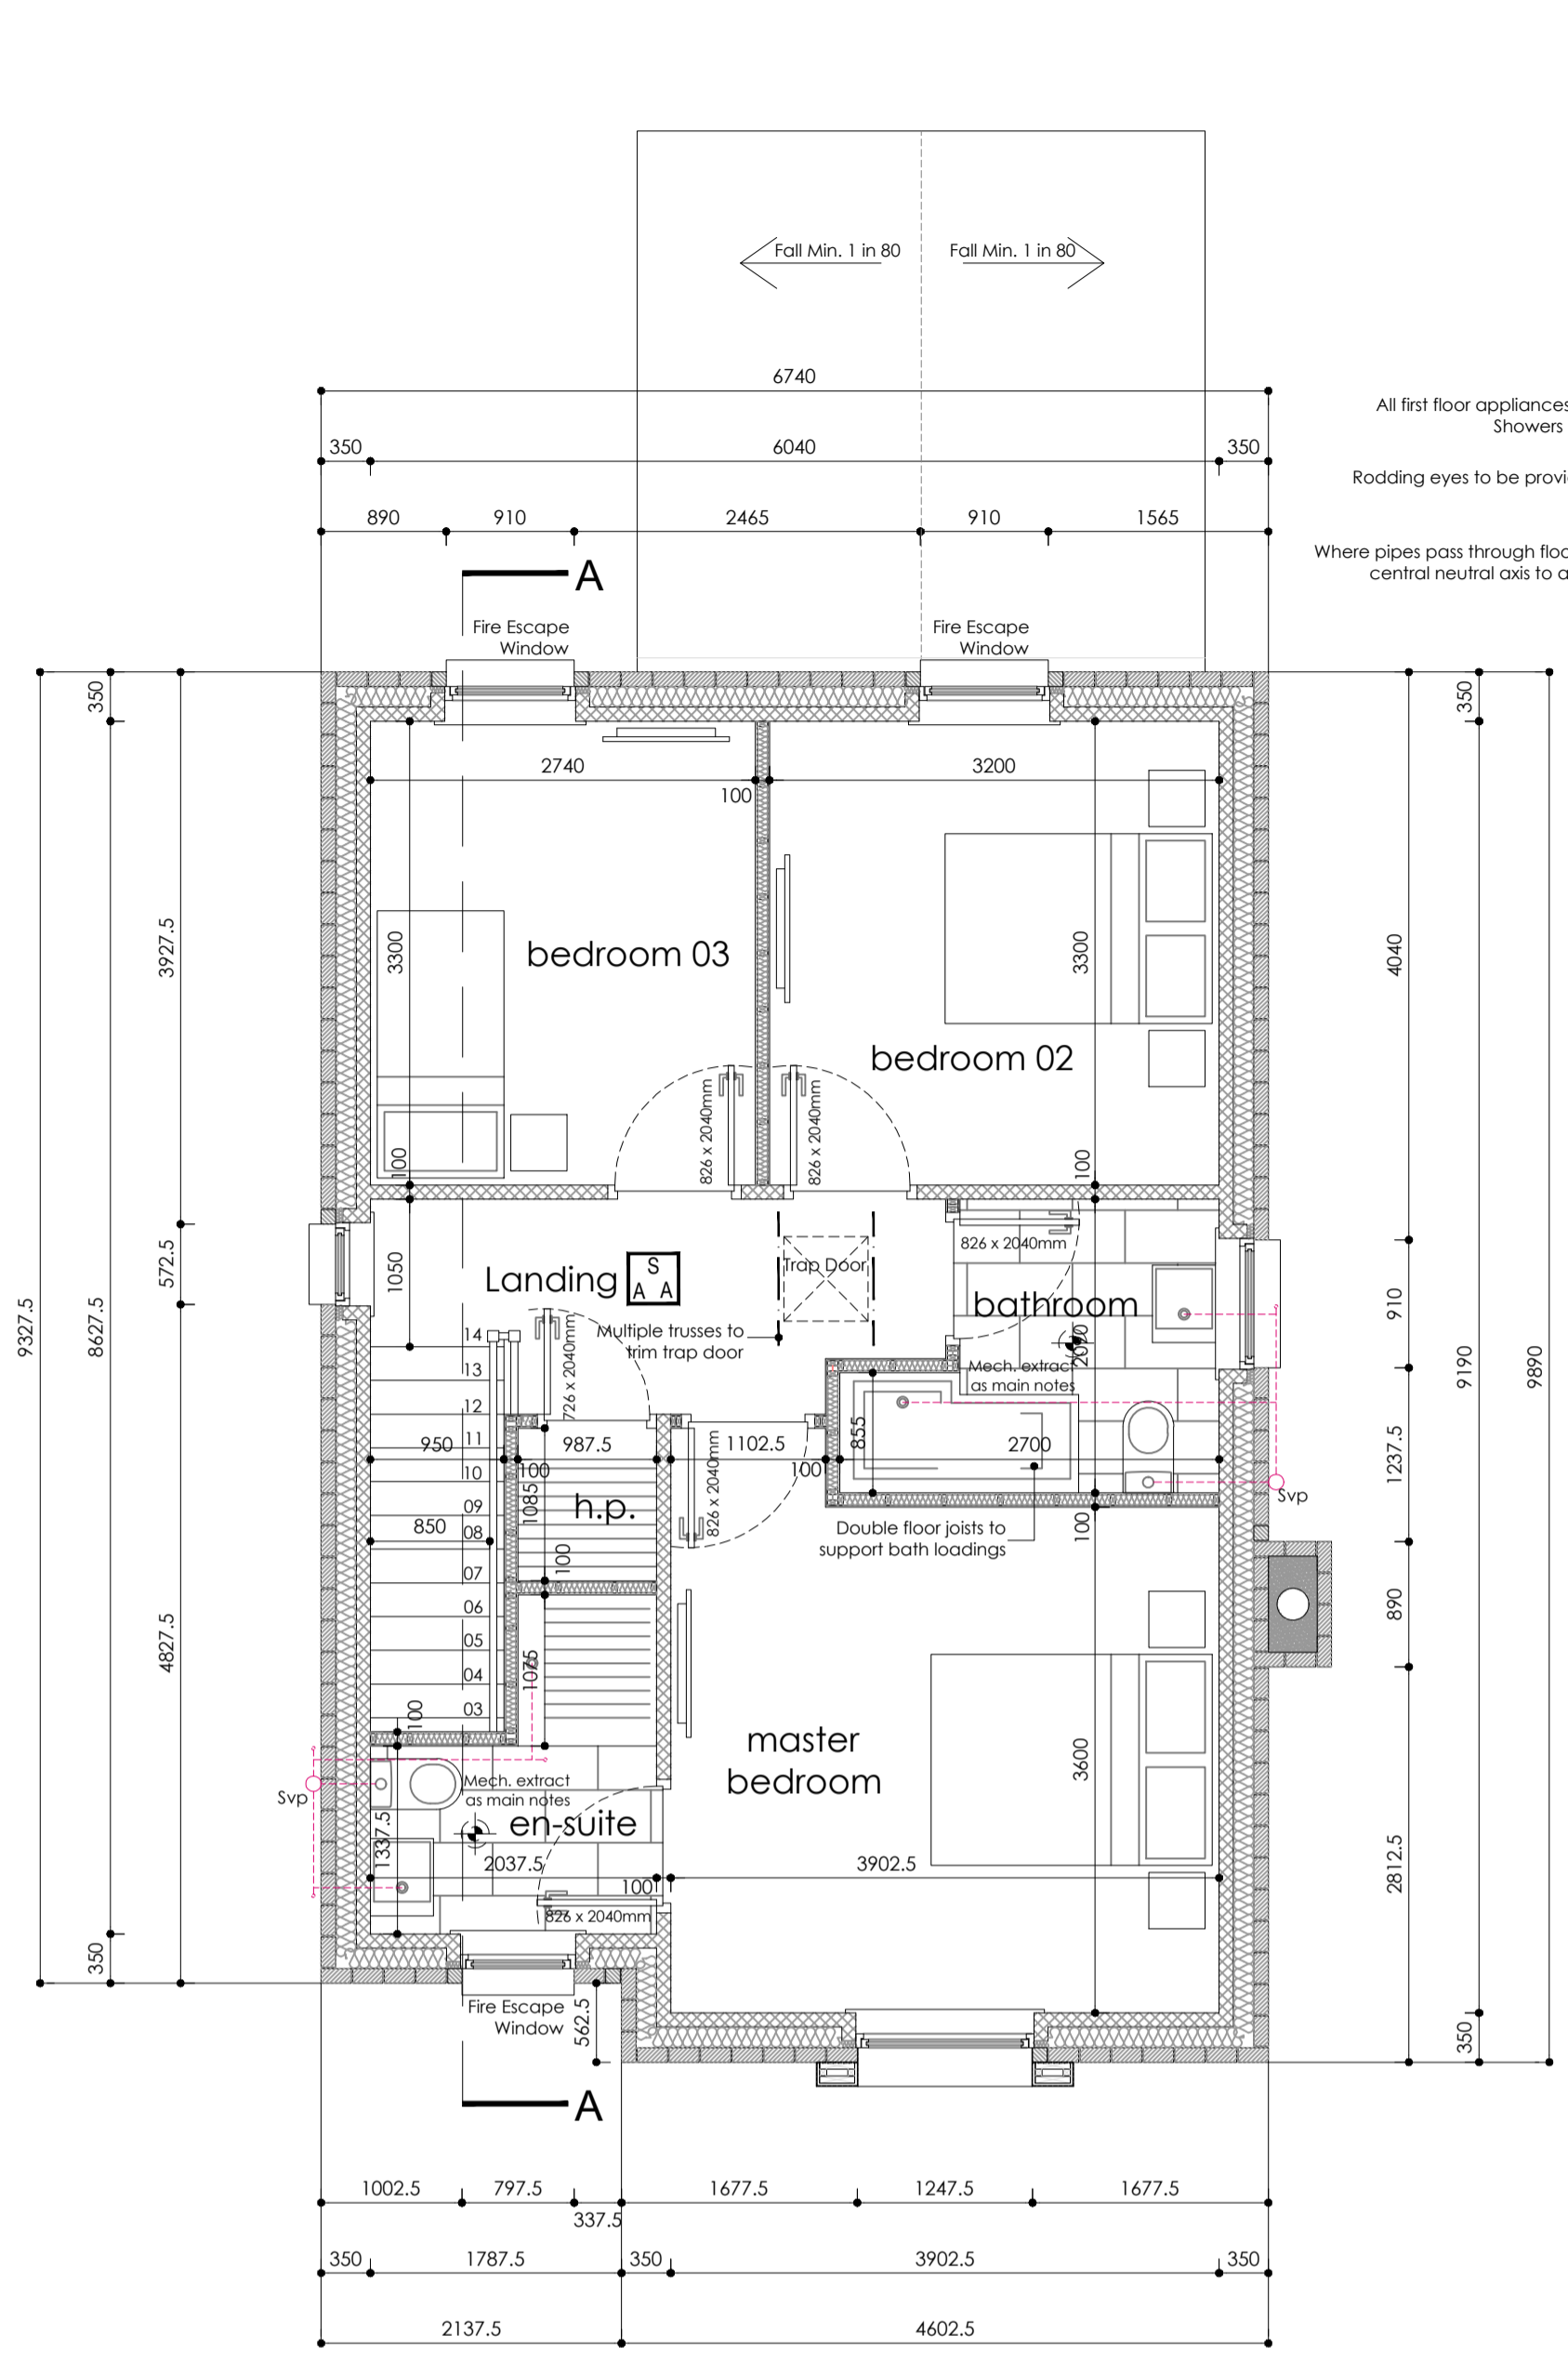 Fall Min. 1 in 80
Fall Min. 1 in 80
6740
350
6040
350
890
910
2465
910
1565
All first floor appliances
Showers
Rodding eyes to be
Where pipes pass through
central neutral axis to a
A
Fire Escape
Window
Fire Escape
Window
350
3927.5
572.5
4827.5
8627.5
9327.5
350
2740
100
3200
3300
bedroom 03
3300
bedroom 02
826 x 2040mm
826 x 2040mm
100
100
350
4040
910
1237.5
890
2812.5
9190
9890
350
1050
Landing
S
A A
Trap Door
826 x 2040mm
bathroom
2090
Mech. extract
as main notes
Multiple trusses to
trim trap door
726 x 2040mm
14
13
12
11
10
09
08
07
06
05
04
03
950
100
987.5
1102.5
100
855
2700
1085
h.p.
826 x 2040mm
850
100
Double floor joists to
support bath loadings
100
Svp
1075
100
master
bedroom
3600
Svp
Mech. extract
as main notes
en-suite
1337.5
2037.5
100
3902.5
826 x 2040mm
Fire Escape
Window
562.5
A
1002.5
797.5
337.5
1677.5
1247.5
1677.5
350
1787.5
350
3902.5
350
2137.5
4602.5